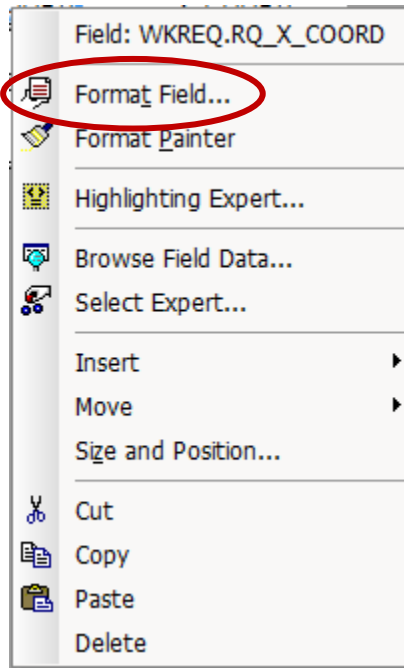 Field: WKREQ.RQ_X_COORD
Format Field...
Format Painter
Highlighting Expert...
Browse Field Data...
Select Expert...
Insert
Move
Size and Position...
Cut
Copy
Paste
Delete